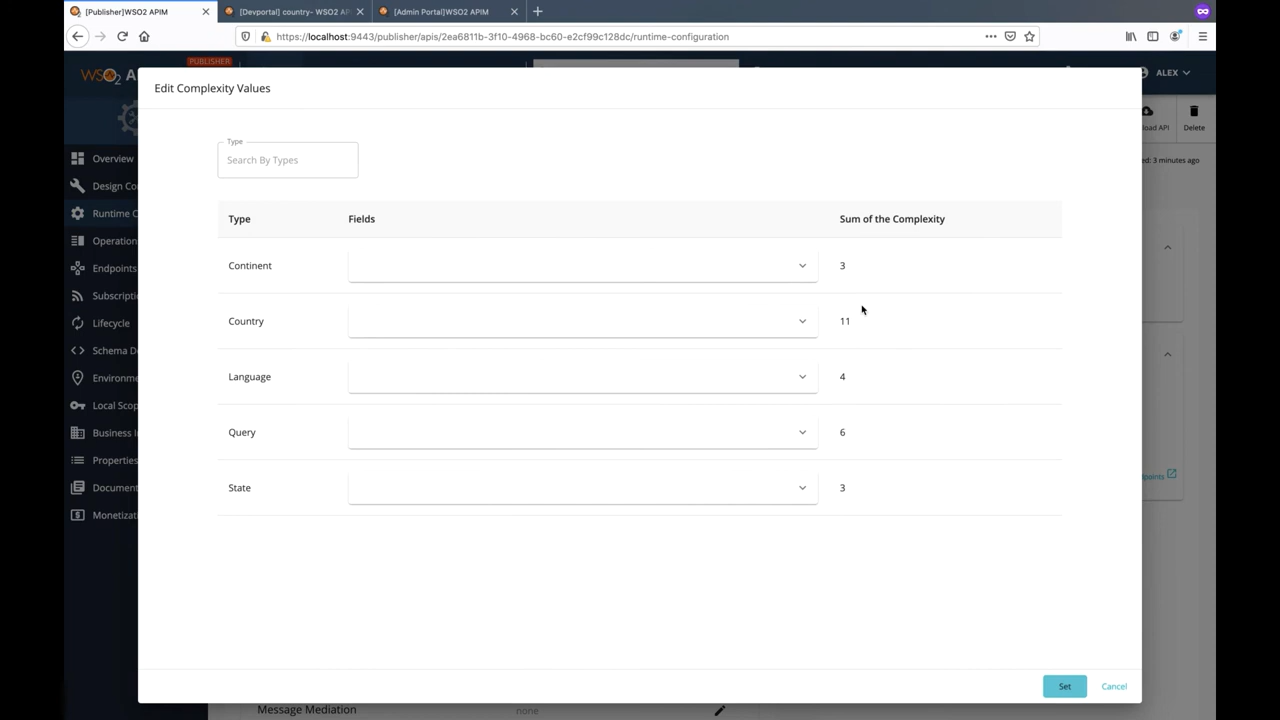 [Publisher]WSO2 APIM
[Devportal] country- WSO2 AP
[Admin Portal]WSO2 APIM
https://localhost:9443/publisher/apis/2ea6811b-3f10-4968-bc60-e2cf99c128dc/runtime-configuration
WSO2 A
PUBLISHER
ALEX
Edit Complexity Values
load API
Delete
Type
Search By Types
Overview
: 3 minutes ago
Design Co
Runtime C
Type
Fields
Sum of the Complexity
Operation
Endpoints
Continent
3
Subscripti
Lifecycle
Country
11
Schema D
Environme
Language
4
Local Scop
Business I
Query
6
Properties
Document
State
3
Monetizat
Set
Cancel
Message Mediation
none